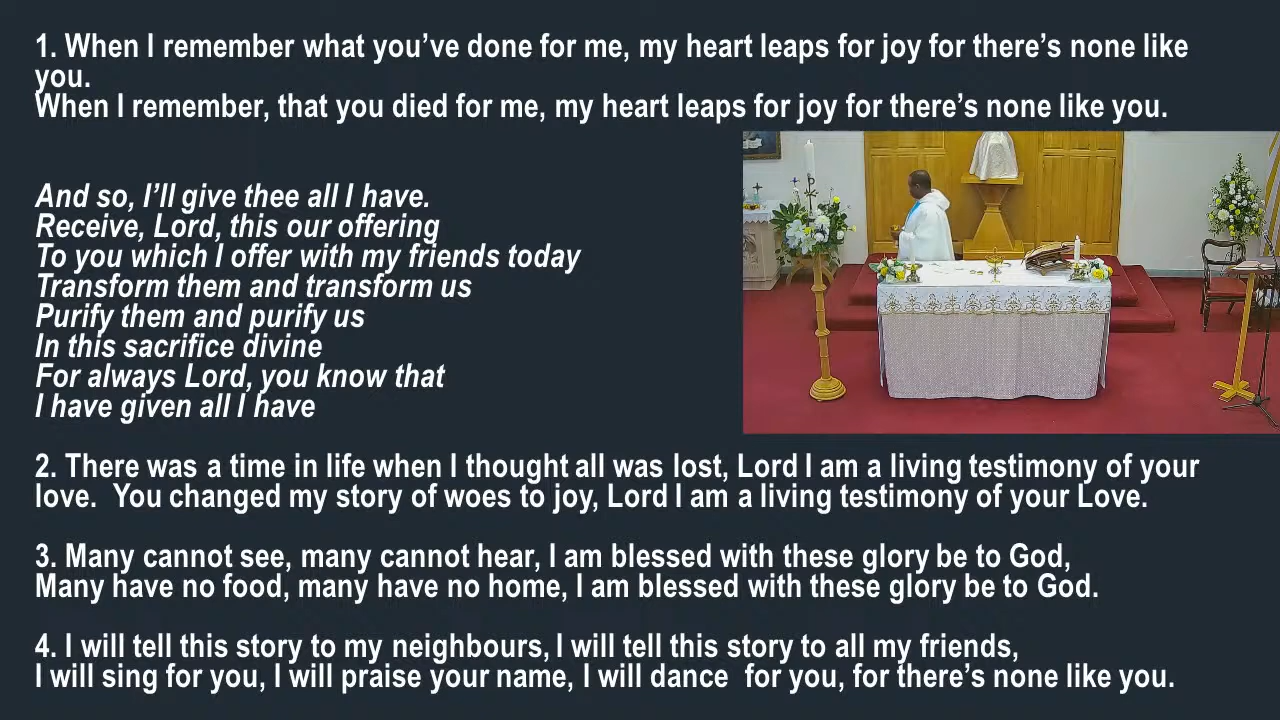 1. When I remember what you’ve done for me, my heart leaps for joy for there’s none like
you.
When I remember, that you died for me, my heart leaps for joy for there’s none like you.
And so, I’ll give thee all I have.
Receive, Lord, this our offering
To you which I offer with my friends today
Transform them and transform us
Purify them and purify us
In this sacrifice divine
For always Lord, you know that
I have given all I have
2. There was a time in life when I thought all was lost, Lord I am a living testimony of your
love.  You changed my story of woes to joy, Lord I am a living testimony of your Love.
3. Many cannot see, many cannot hear, I am blessed with these glory be to God,
Many have no food, many have no home, I am blessed with these glory be to God.
4. I will tell this story to my neighbours, I will tell this story to all my friends,
I will sing for you, I will praise your name, I will dance  for you, for there’s none like you.